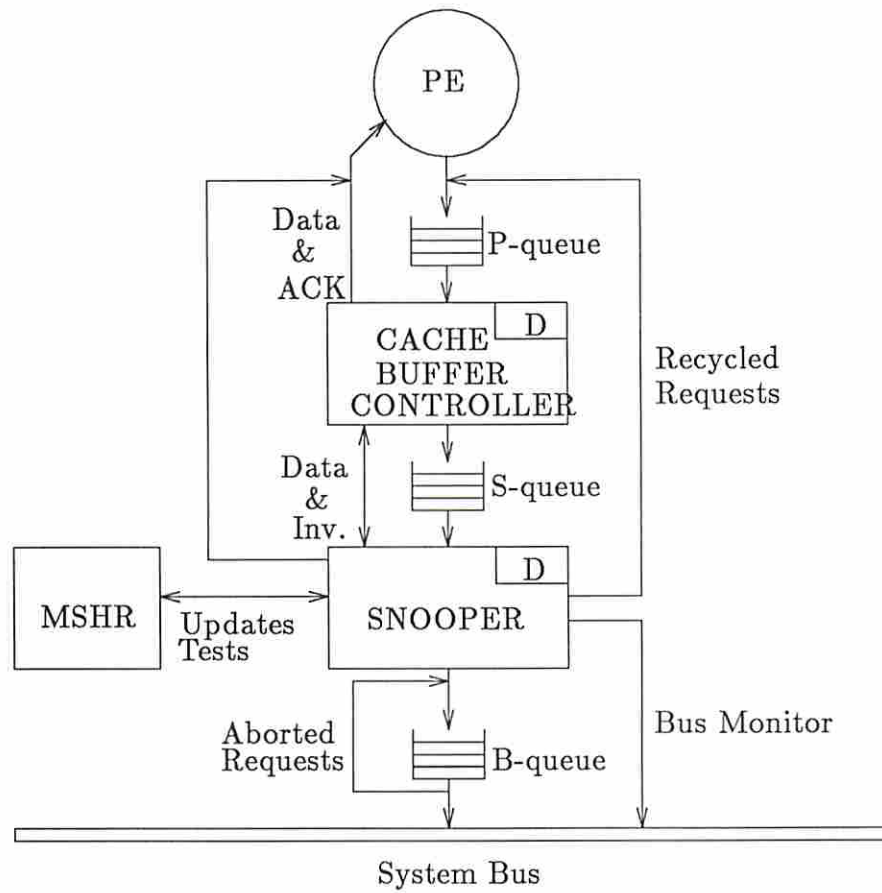 PE
Data
&
ACK
P-queue
D
CACHE
BUFFER
CONTROLLER
Recycled
Requests
Data
&
Inv.
S-queue
D
MSHR
Updates
Tests
SNOOPER
Aborted
Requests
B-queue
Bus Monitor
System Bus